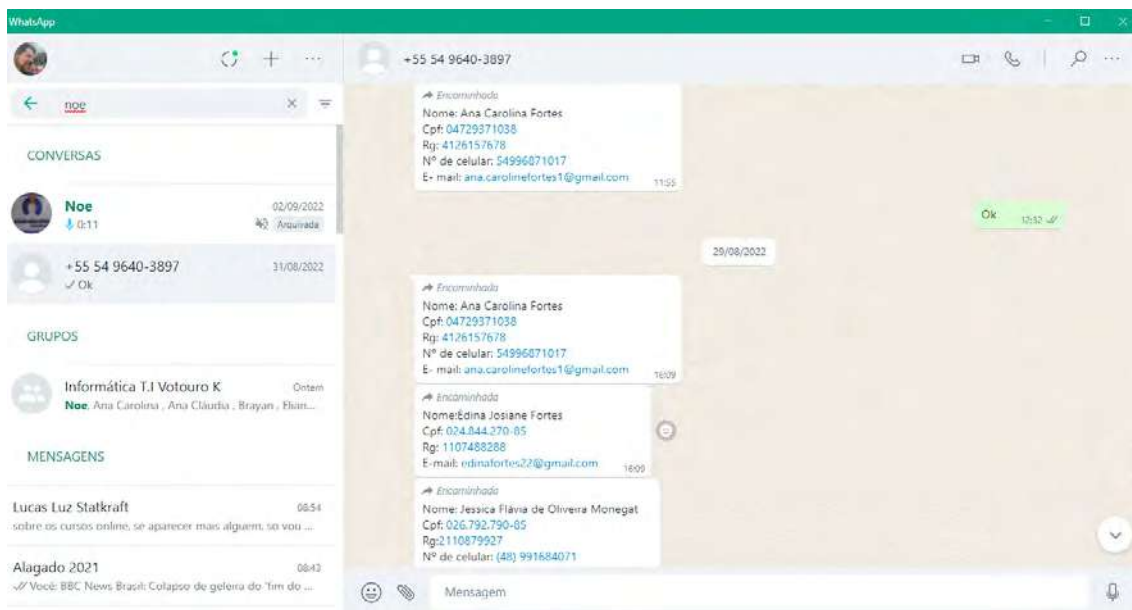 WhatsApp
noe
CONVERSAS
Noe
02/09/2022
0:11
Arquivada
+55 54 9640-3897
31/08/2022
Ok
GRUPOS
Informática T.I Votouro K
Ontem
Noe, Ana Carolina , Ana Cláudia , Brayan , Elian...
MENSAGENS
Lucas Luz Statkraft
08:54
sobre os cursos online, se aparecer mais alguem, so vou ...
Alagado 2021
08:43
Você: BBC News Brasil: Colapso de geleira do 'fim do ...
+55 54 9640-3897
Encaminhada
Nome: Ana Carolina Fortes
Cpf: 04729371038
Rg: 4126157678
Nº de celular: 54996871017
E- mail: ana.carolinefortes1@gmail.com
11:55
Ok
12:52
29/08/2022
Encaminhada
Nome: Ana Carolina Fortes
Cpf: 04729371038
Rg: 4126157678
Nº de celular: 54996871017
E- mail: ana.carolinefortes1@gmail.com
16:09
Encaminhada
Nome:Édina Josiane Fortes
Cpf: 024.844.270-85
Rg: 1107488288
E-mail: edinafortes22@gmail.com
16:09
Encaminhada
Nome: Jessica Flávia de Oliveira Monegat
Cpf: 026.792.790-85
Rg:2110879927
Nº de celular: (48) 991684071
Mensagem